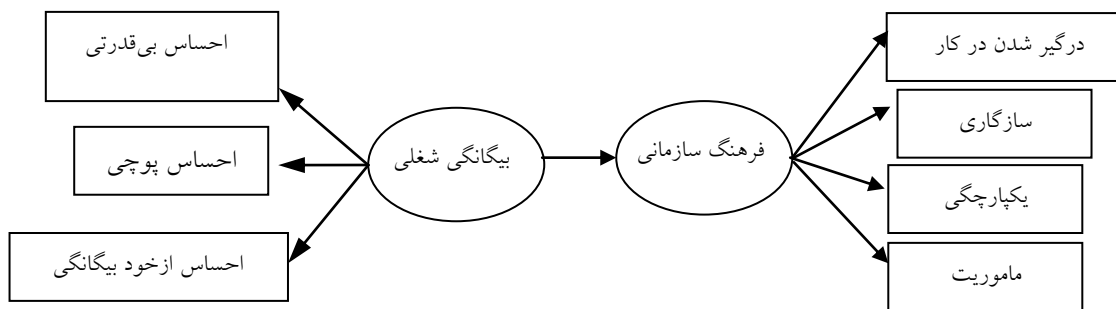 درگیر شدن در کار
سازگاری
یکپارچگی
ماموریت
فرهنگ سازمانی
بیگانگی شغلی
احساس بی‌قدرتی
احساس پوچی
احساس ازخود بیگانگی